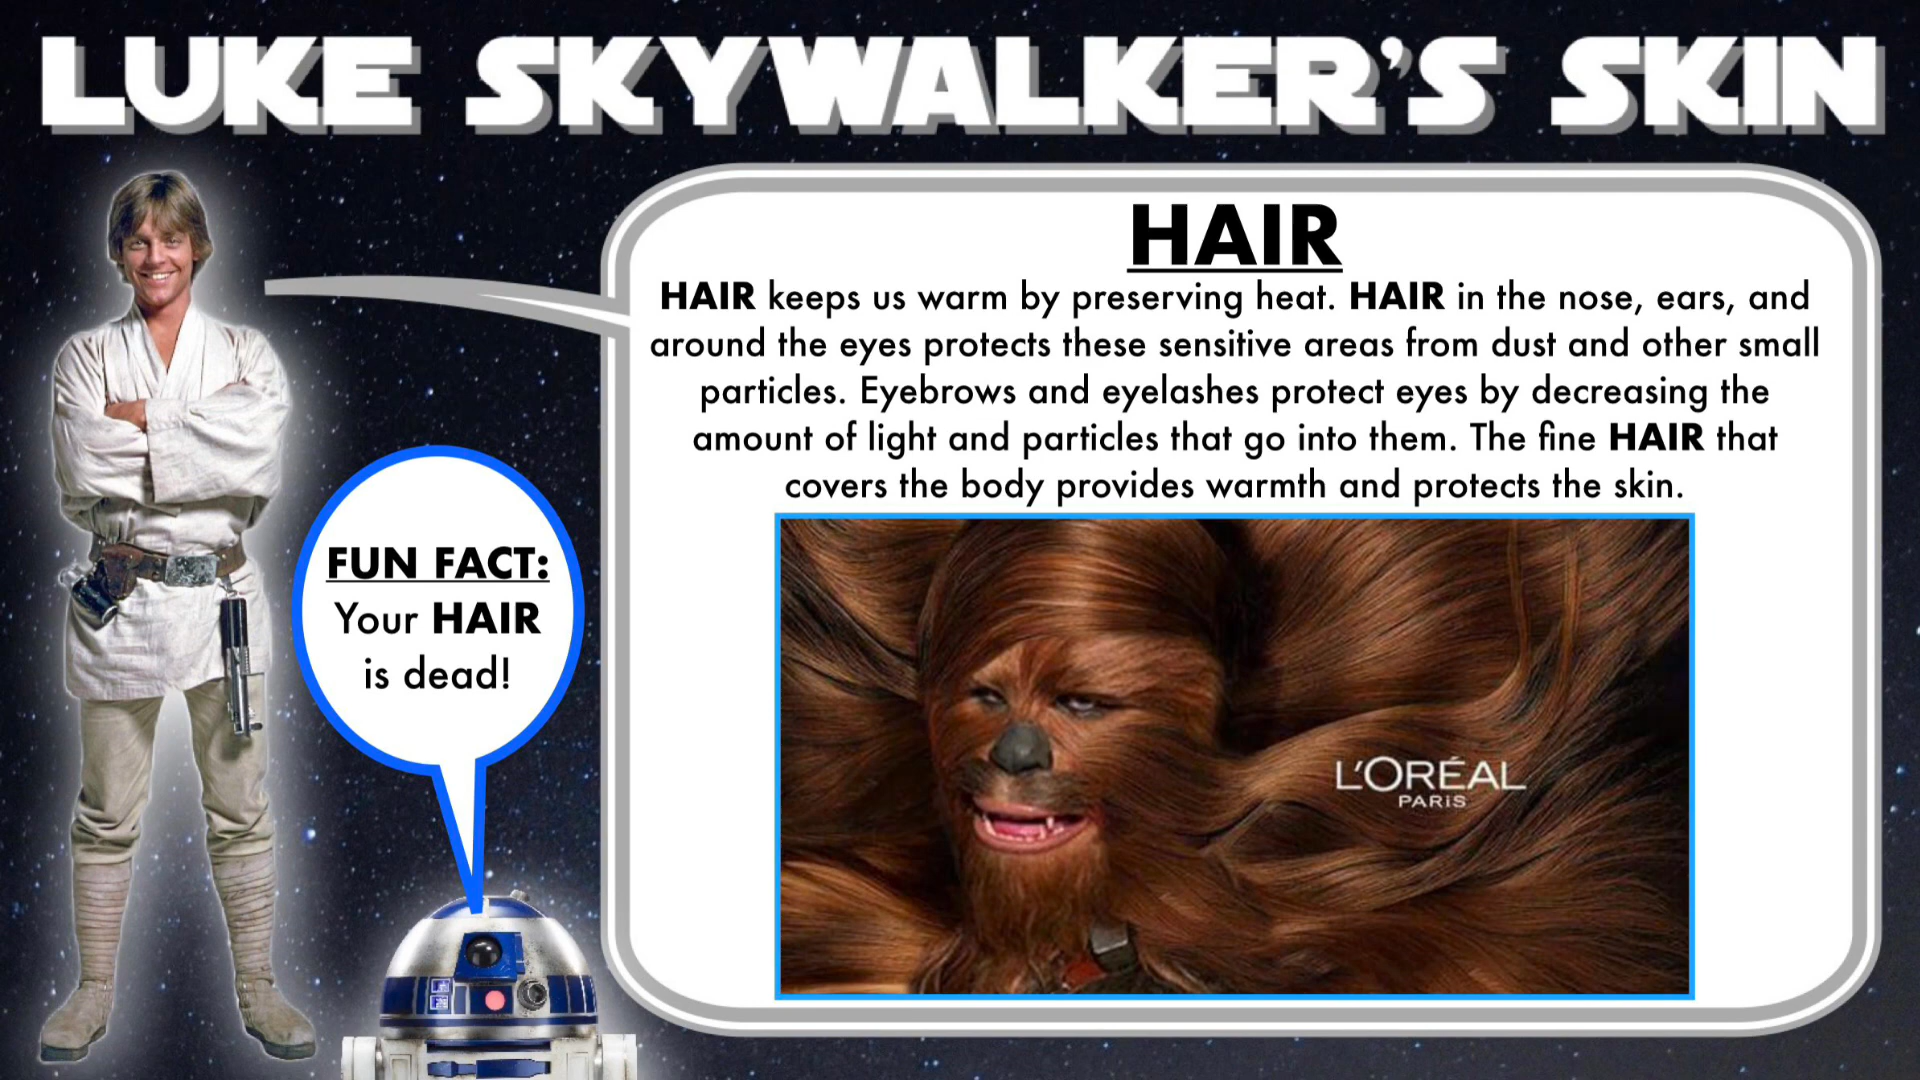 LUKE SKYWALKER'S SKIN
HAIR
HAIR keeps us warm by preserving heat. HAIR in the nose, ears, and
around the eyes protects these sensitive areas from dust and other small
particles. Eyebrows and eyelashes protect eyes by decreasing the
amount of light and particles that go into them. The fine HAIR that
covers the body provides warmth and protects the skin.
FUN FACT:
Your HAIR
is dead!
L'ORÉAL
PARiS